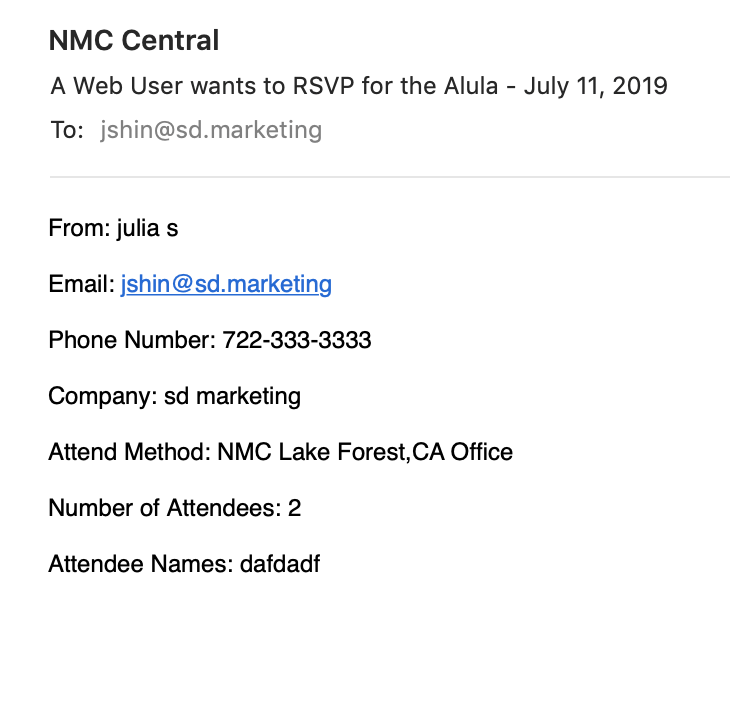 NMC Central
A Web User wants to RSVP for the Alula - July 11, 2019
To: jshin@sd.marketing
From: julia s
Email: jshin@sd.marketing
Phone Number: 722-333-3333
Company: sd marketing
Attend Method: NMC Lake Forest,CA Office
Number of Attendees: 2
Attendee Names: dafdadf